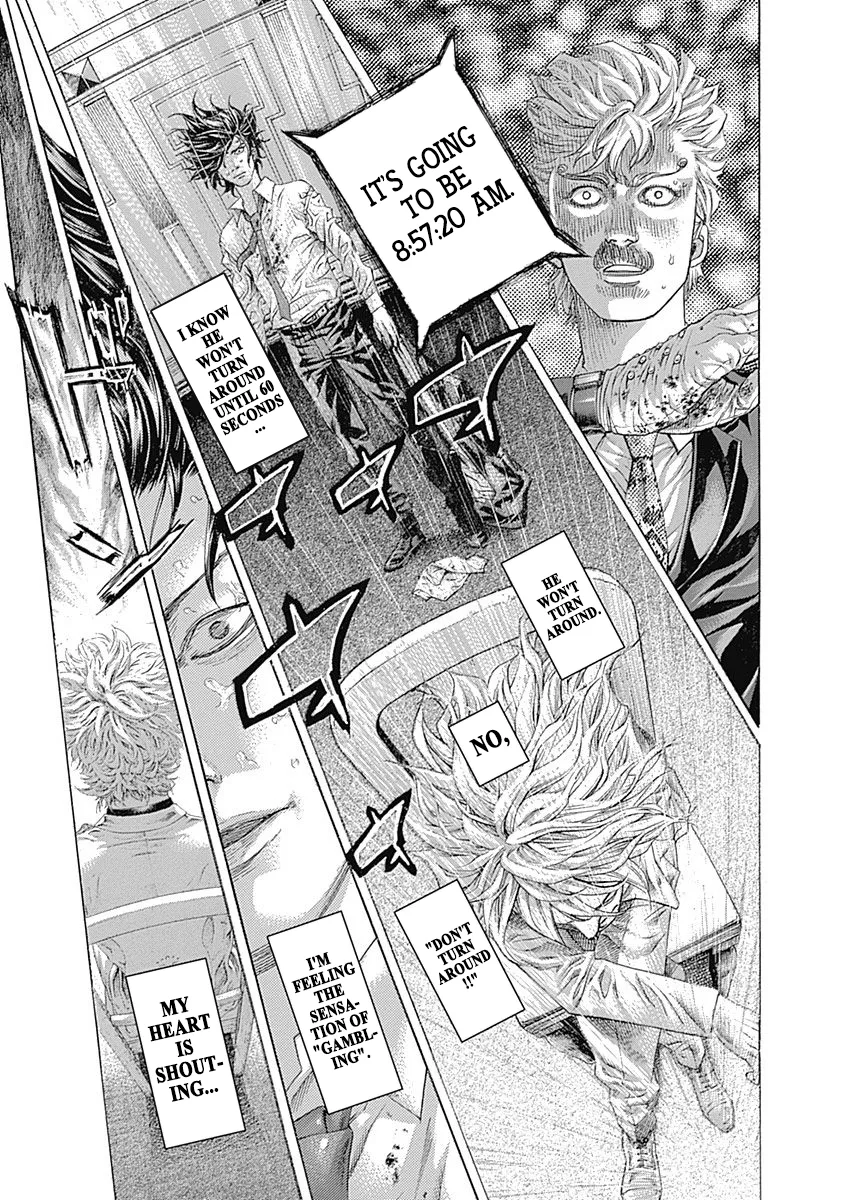 IT'S GOING
TO BE
8:57:20 AM.
I KNOW
HE
WON'T
TURN
AROUND
UNTIL 60
SECONDS
...
HE
WON'T
TURN
AROUND.
NO,
"DON'T
TURN
AROUND
!!"
I'M
FEELING
THE
SENSA-
TION OF
"GAMBL-
ING".
MY
HEART
IS
SHOUT-
ING...